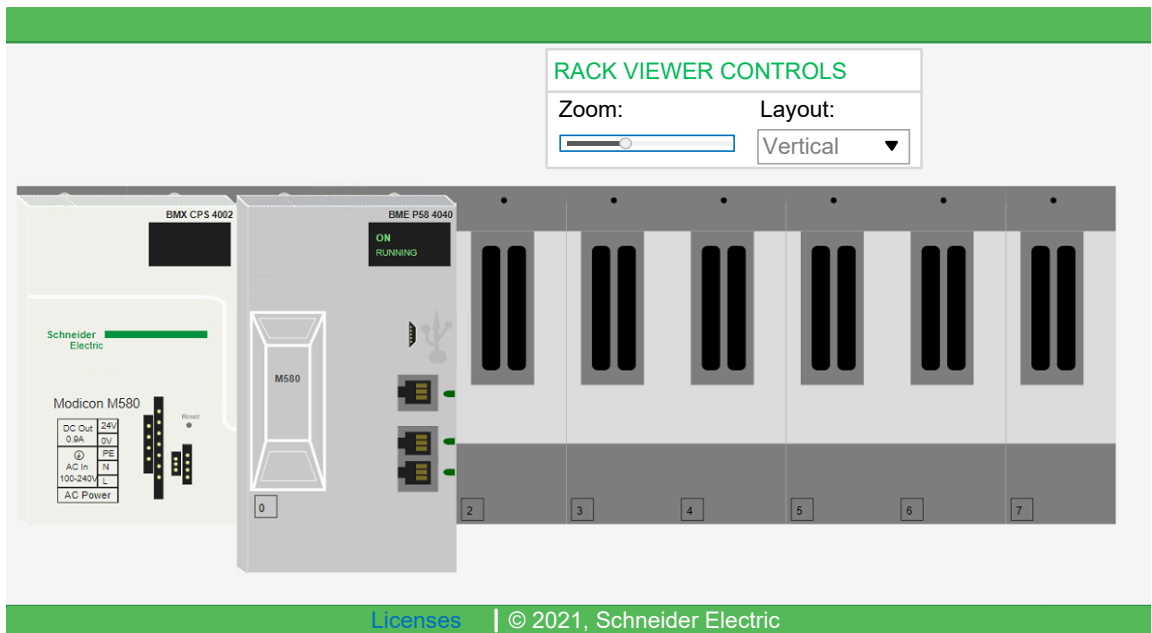 RACK VIEWER CONTROLS
Zoom: Layout:
Vertical
BMX CPS 4002
BME P58 4040
ON
RUNNING
Schneider
Electric
M580
Modicon M580
Reset
DC Out 24V
0.9A 0V
PE
AC In N
100-240V L
AC Power
0 2 3 4 5 6 7
Licenses | © 2021, Schneider Electric